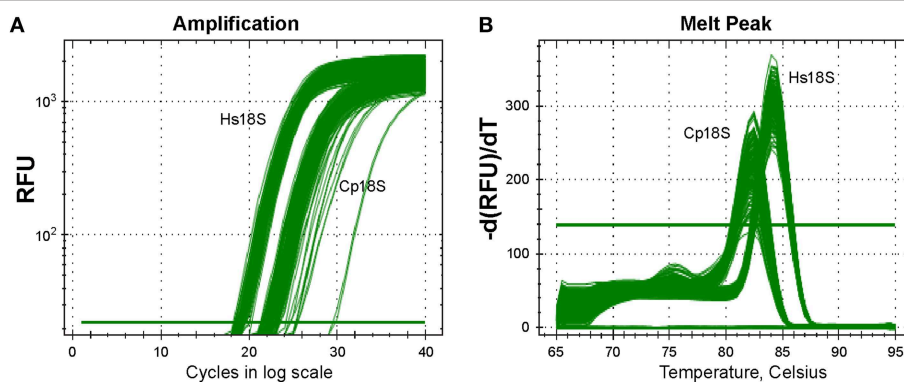 A
Amplification
RFU
10³
10²
Hs18S
Cp18S
0
10
20
30
40
Cycles in log scale
B
Melt Peak
-d(RFU)/dT
300
200
100
0
Cp18S
Hs18S
65
70
75
80
85
90
95
Temperature, Celsius